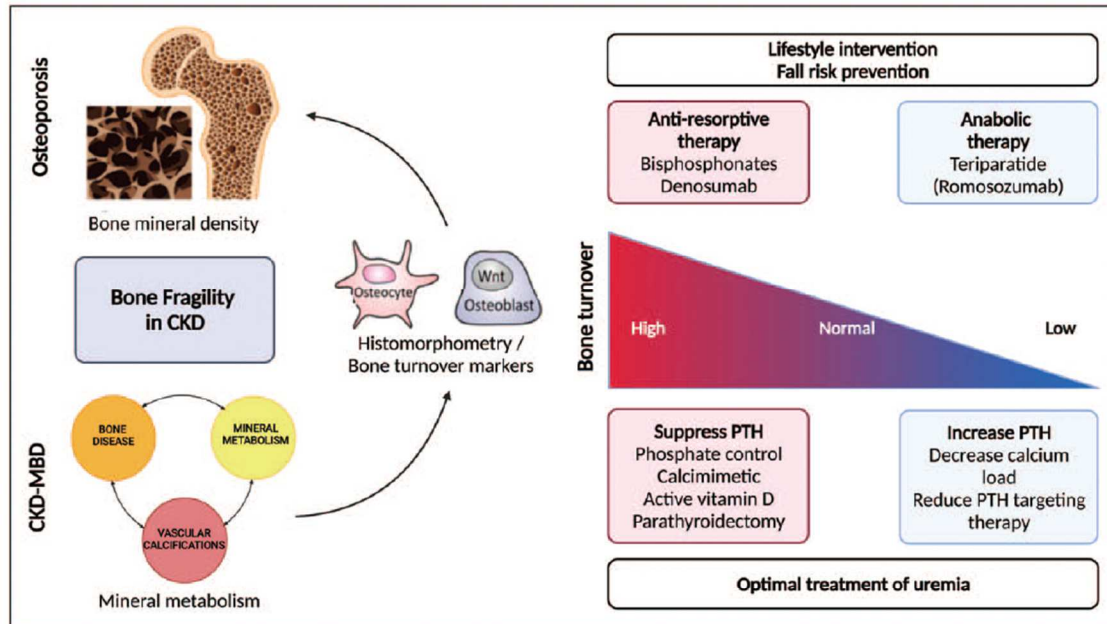 Osteoporosis
Bone mineral density
Bone Fragility
in CKD
Osteocyte
Wnt
Osteoblast
Histomorphometry /
Bone turnover markers
CKD-MBD
BONE
DISEASE
MINERAL
METABOLISM
VASCULAR
CALCIFICATIONS
Mineral metabolism
Lifestyle intervention
Fall risk prevention
Anti-resorptive
therapy
Bisphosphonates
Denosumab
Anabolic
therapy
Teriparatide
(Romosozumab)
Bone turnover
High
Normal
Low
Suppress PTH
Phosphate control
Calcimimetic
Active vitamin D
Parathyroidectomy
Increase PTH
Decrease calcium
load
Reduce PTH targeting
therapy
Optimal treatment of uremia